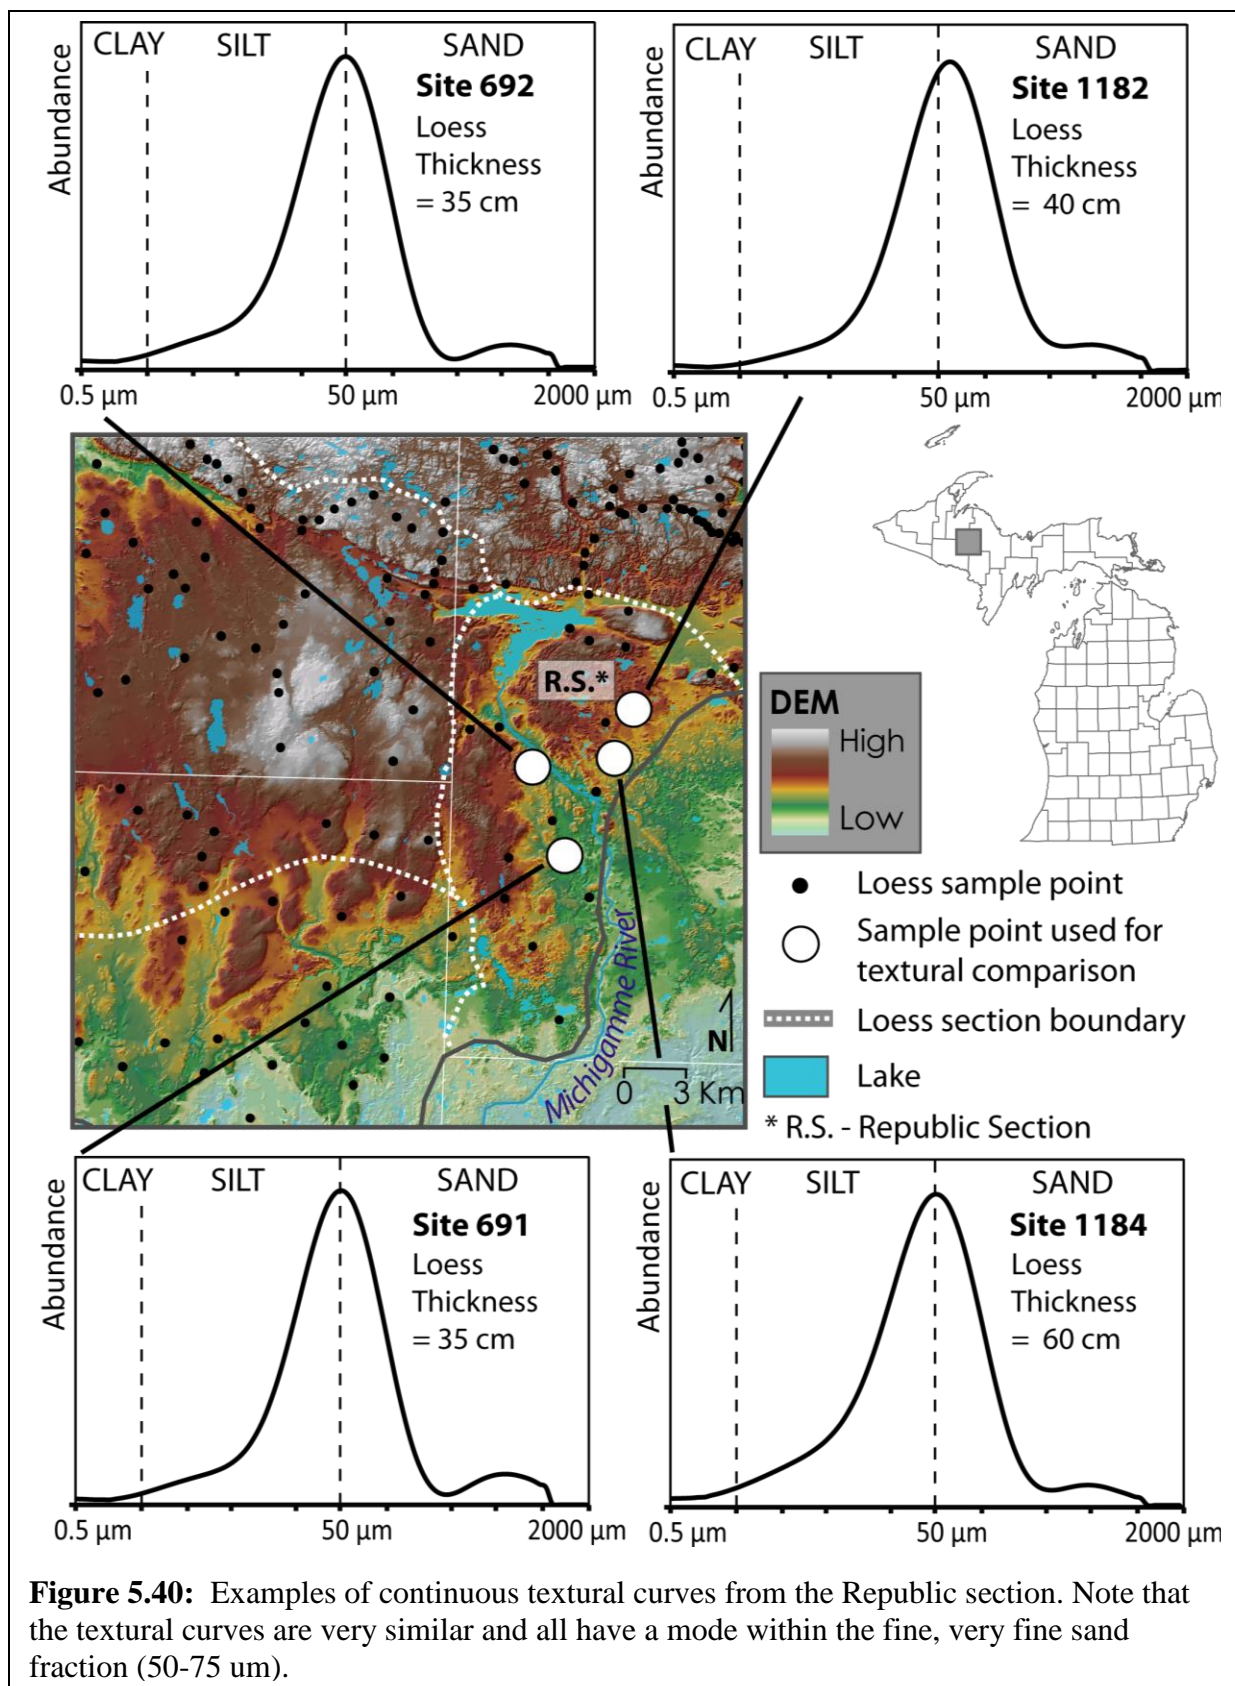 CLAY SILT SAND
Site 692
Loess
Thickness
= 35 cm
Abundance
0.5 µm 50 µm 2000 µm
CLAY SILT SAND
Site 1182
Loess
Thickness
= 40 cm
Abundance
0.5 µm 50 µm 2000 µm
R.S.*
Michigamme River
N
0 3 Km
DEM
High
Low
Loess sample point
Sample point used for
textural comparison
Loess section boundary
Lake
* R.S. - Republic Section
CLAY SILT SAND
Site 691
Loess
Thickness
= 35 cm
Abundance
0.5 µm 50 µm 2000 µm
CLAY SILT SAND
Site 1184
Loess
Thickness
= 60 cm
Abundance
0.5 µm 50 µm 2000 µm
Figure 5.40: Examples of continuous textural curves from the Republic section. Note that
the textural curves are very similar and all have a mode within the fine, very fine sand
fraction (50-75 um).